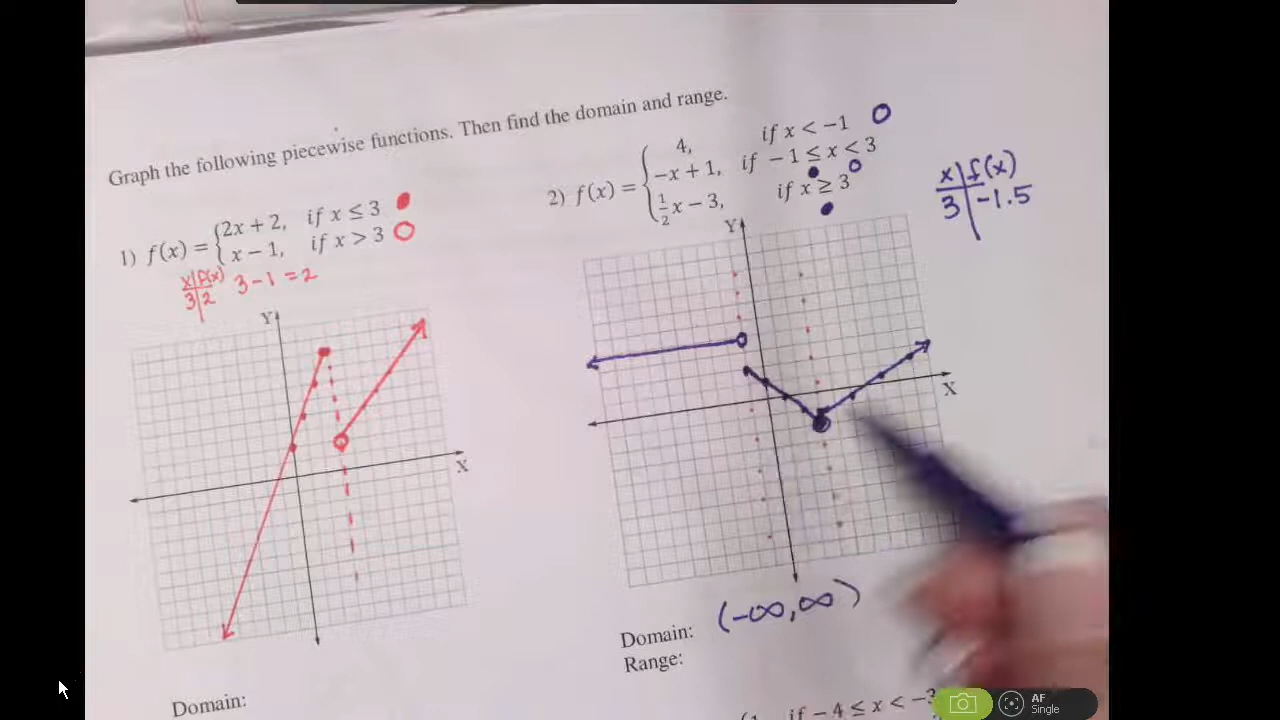 Graph the following piecewise functions. Then find the domain and range.
1) f(x) = { 2x + 2, if x ≤ 3
x − 1, if x > 3
x | f(x) 3 − 1 = 2
3 | 2
Y
X
2) f(x) = { 4, if x < −1
−x + 1, if −1 ≤ x < 3
½x − 3, if x ≥ 3
x | f(x)
3 | −1.5
Y
X
Domain:
Domain: (−∞, ∞)
Range:
if −4 ≤ x <
AF
Single